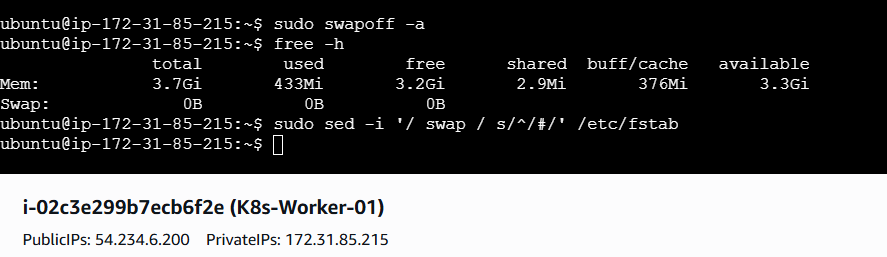 ubuntu@ip-172-31-85-215:~$ sudo swapoff -a
ubuntu@ip-172-31-85-215:~$ free -h
               total        used        free      shared  buff/cache   available
Mem:           3.7Gi       433Mi       3.2Gi       2.9Mi       376Mi       3.3Gi
Swap:             0B          0B          0B
ubuntu@ip-172-31-85-215:~$ sudo sed -i '/ swap / s/^/#/' /etc/fstab
ubuntu@ip-172-31-85-215:~$
i-02c3e299b7ecb6f2e (K8s-Worker-01)
PublicIPs: 54.234.6.200    PrivateIPs: 172.31.85.215